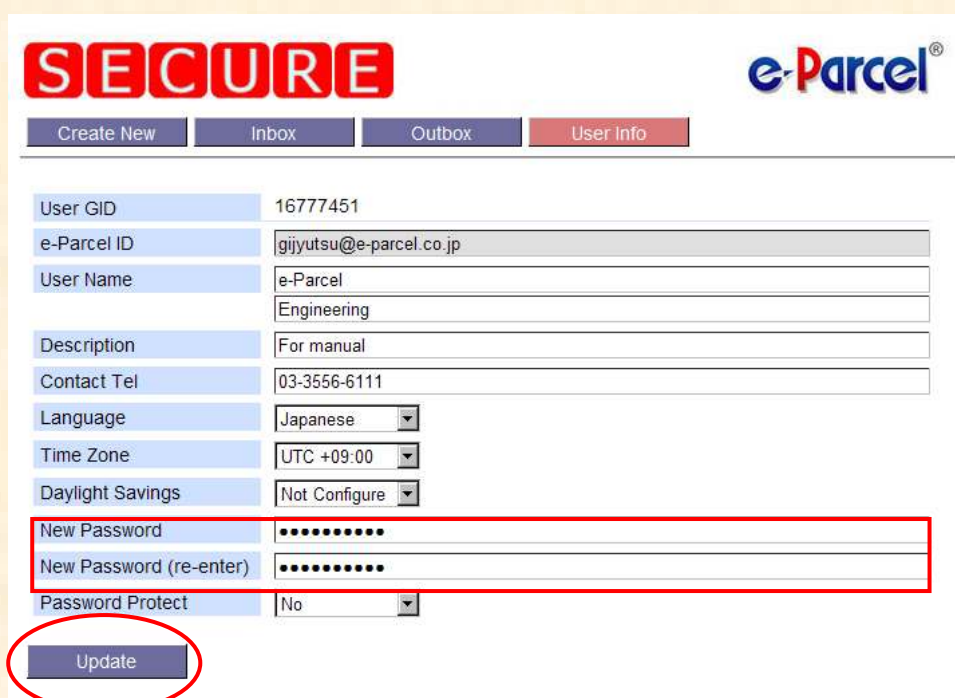 SECURE e-Parcel®
Create New Inbox Outbox User Info
User GID 16777451
e-Parcel ID gijyutsu@e-parcel.co.jp
User Name e-Parcel
Engineering
Description For manual
Contact Tel 03-3556-6111
Language Japanese
Time Zone UTC +09:00
Daylight Savings Not Configure
New Password ••••••••••
New Password (re-enter) ••••••••••
Password Protect No
Update